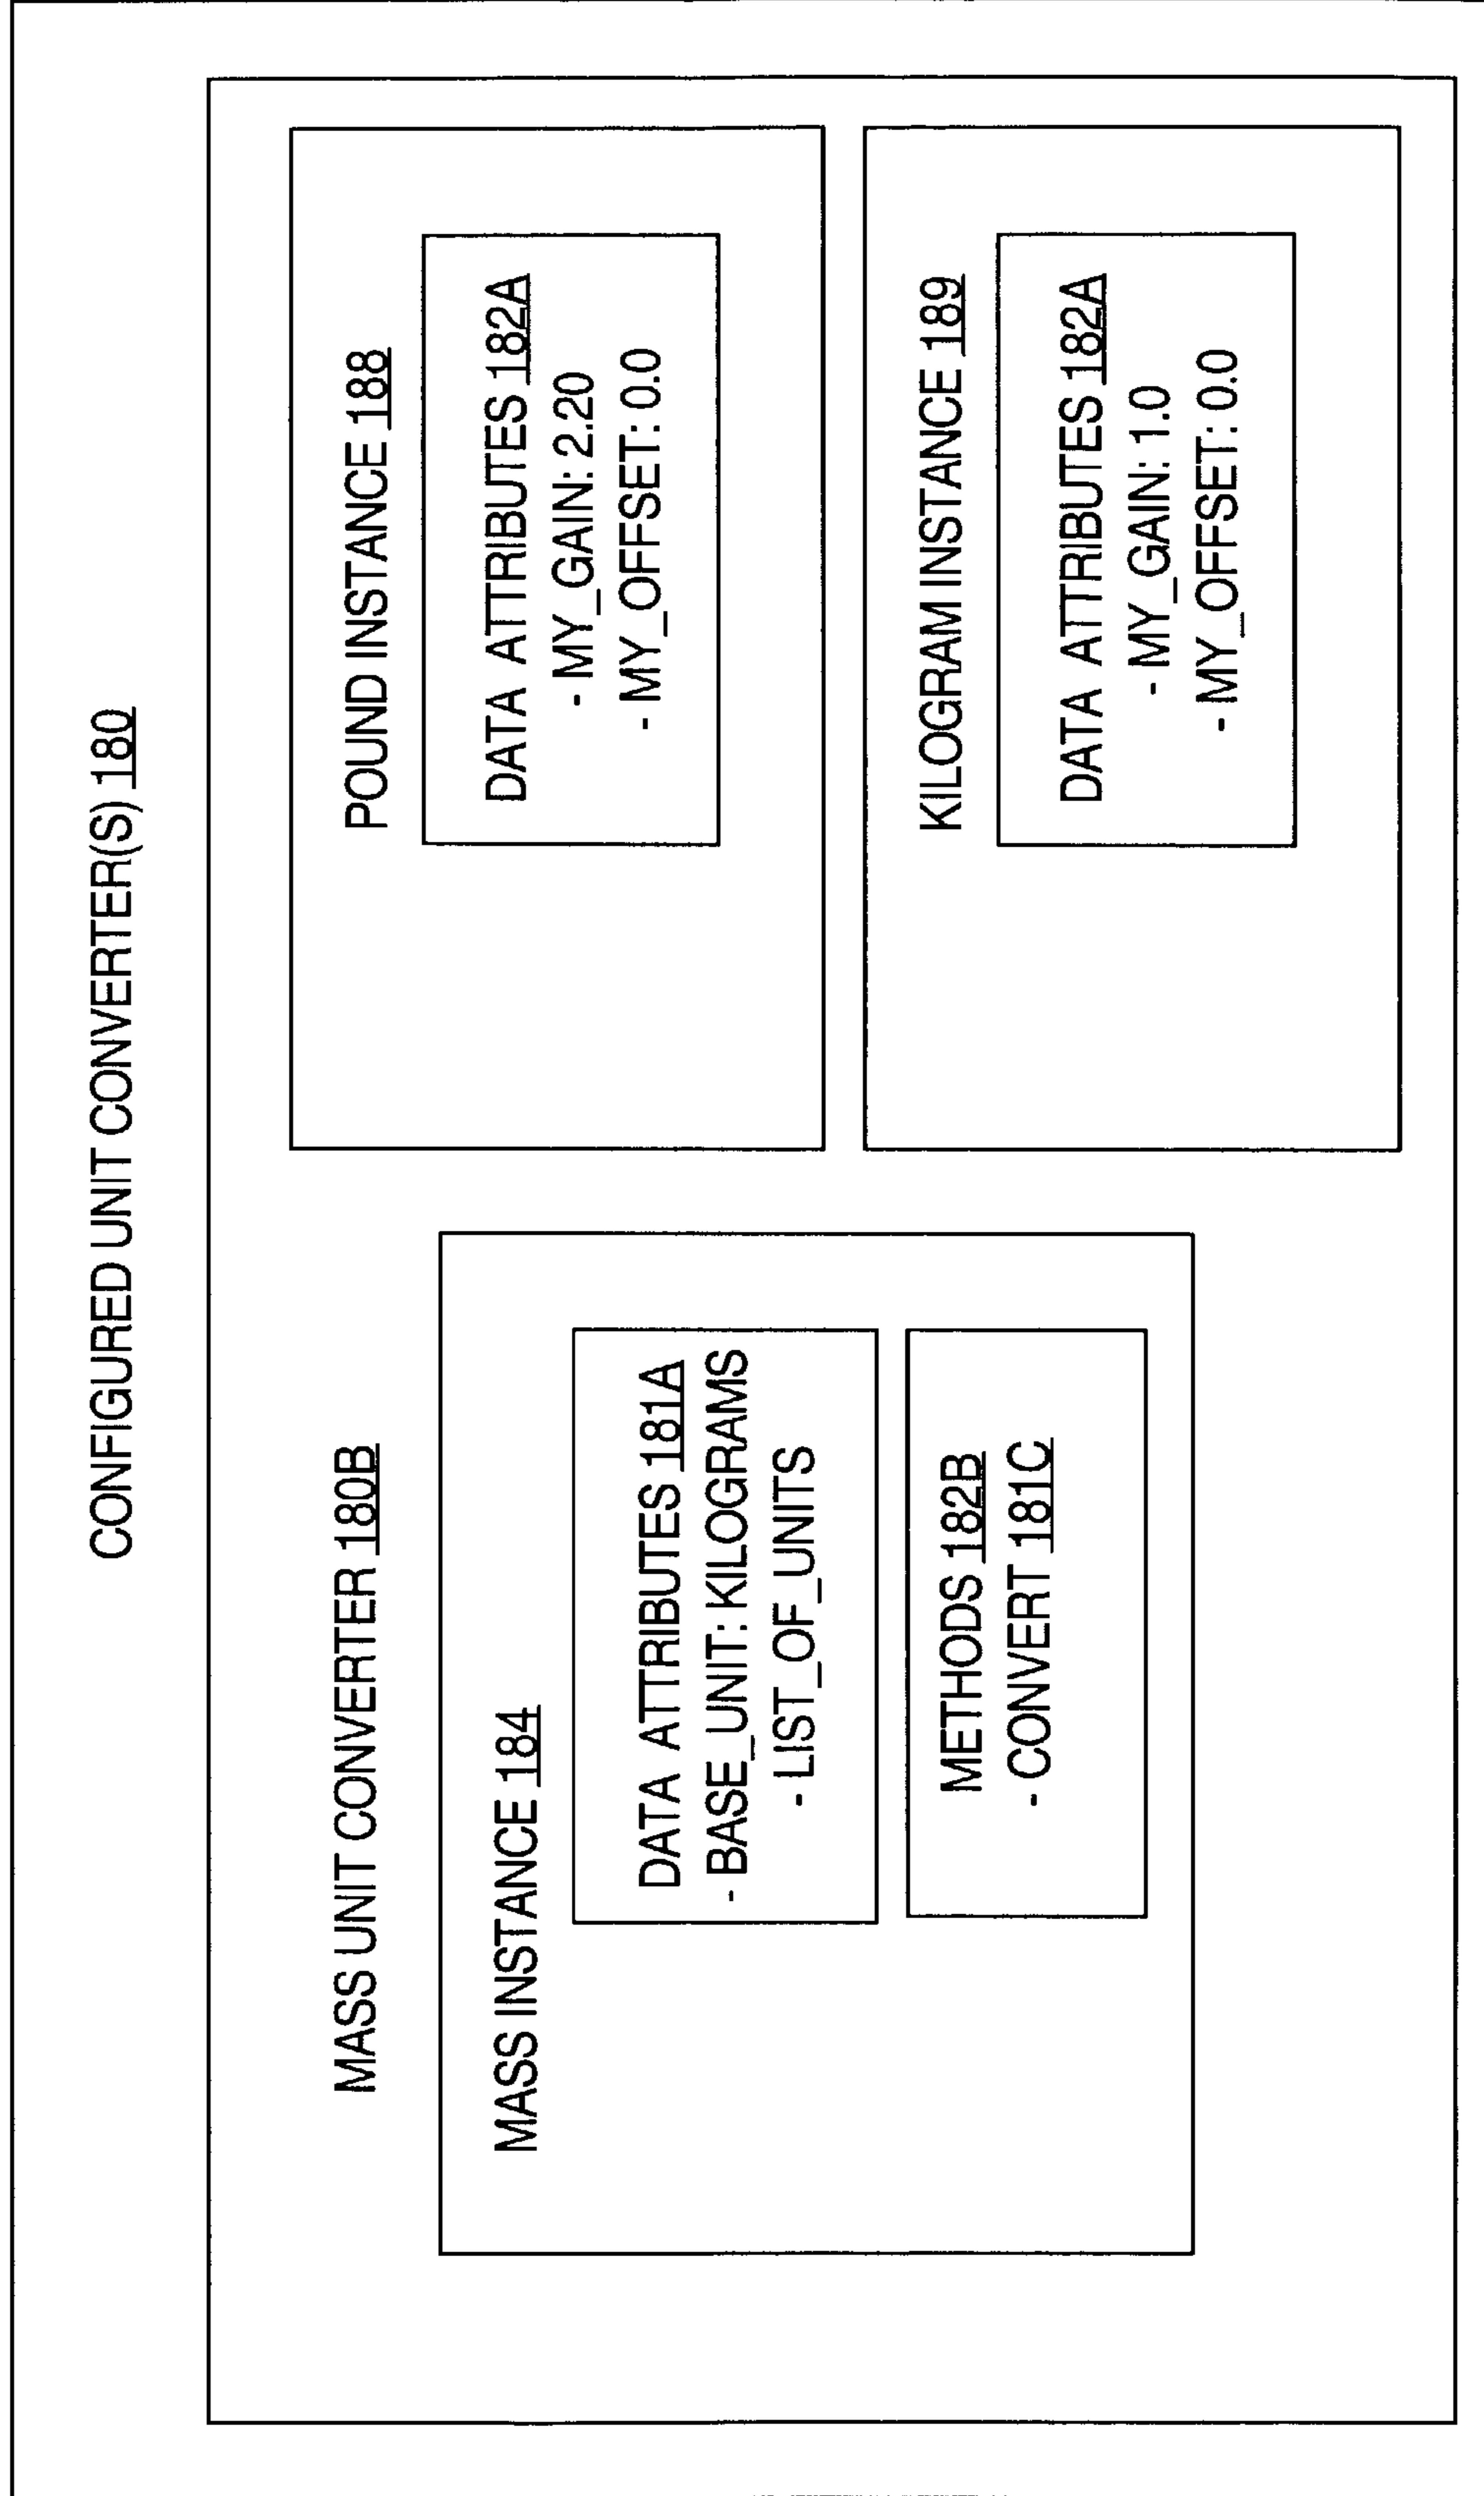 CONFIGURED UNIT CONVERTER(S) 180
MASS UNIT CONVERTER 180B
MASS INSTANCE 184
DATA ATTRIBUTES 181A
- BASE_UNIT: KILOGRAMS
- LIST_OF_UNITS
METHODS 182B
- CONVERT 181C
POUND INSTANCE 188
DATA ATTRIBUTES 182A
- MY_GAIN: 2.20
- MY_OFFSET: 0.0
KILOGRAM INSTANCE 189
DATA ATTRIBUTES 182A
- MY_GAIN: 1.0
- MY_OFFSET: 0.0